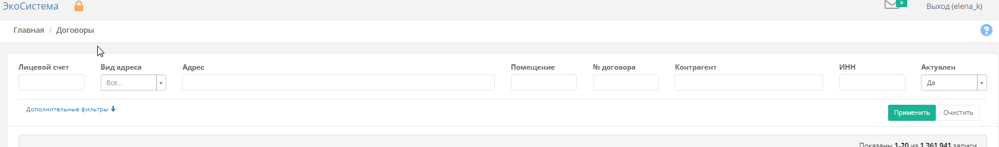 ЭкоСистема
0
Выход (elena_k)
Главная / Договоры
?
Лицевой счет Вид адреса Адрес Помещение № договора Контрагент ИНН Актуален
Все... Да
Дополнительные фильтры
Применить Очистить
Показаны 1-20 из 1 361 941 записи